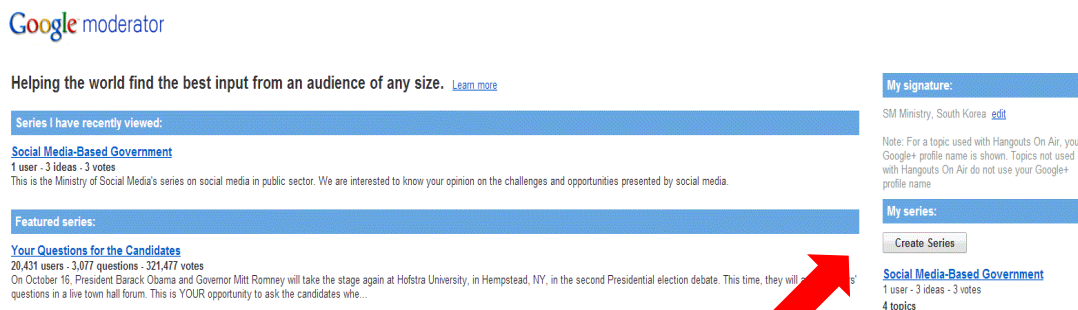 Google moderator
Helping the world find the best input from an audience of any size. Learn more
Series I have recently viewed:
Social Media-Based Government
1 user - 3 ideas - 3 votes
This is the Ministry of Social Media's series on social media in public sector. We are interested to know your opinion on the challenges and opportunities presented by social media.
Featured series:
Your Questions for the Candidates
20,431 users - 3,077 questions - 321,477 votes
On October 16, President Barack Obama and Governor Mitt Romney will take the stage again at Hofstra University, in Hempstead, NY, in the second Presidential election debate. This time, they will
questions in a live town hall forum. This is YOUR opportunity to ask the candidates whe...
My signature:
SM Ministry, South Korea edit
Note: For a topic used with Hangouts On Air, you
Google+ profile name is shown. Topics not used
with Hangouts On Air do not use your Google+
profile name
My series:
Create Series
Social Media-Based Government
1 user - 3 ideas - 3 votes
4 topics